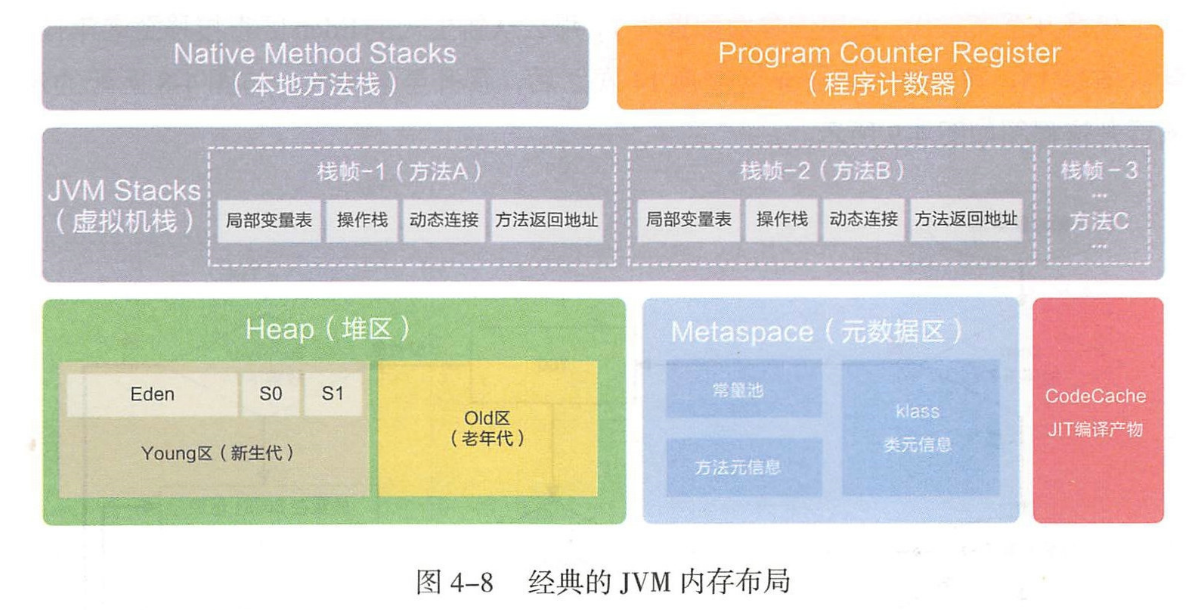 Native Method Stacks
（本地方法栈）
Program Counter Register
（程序计数器）
JVM Stacks
（虚拟机栈）
栈帧-1（方法A）
局部变量表
操作栈
动态连接
方法返回地址
栈帧-2（方法B）
局部变量表
操作栈
动态连接
方法返回地址
栈帧-3
...
方法C
...
Heap（堆区）
Eden
S0
S1
Young区（新生代）
Old区
（老年代）
Metaspace（元数据区）
常量池
方法元信息
klass
类元信息
CodeCache
JIT编译产物
图 4-8 经典的 JVM 内存布局